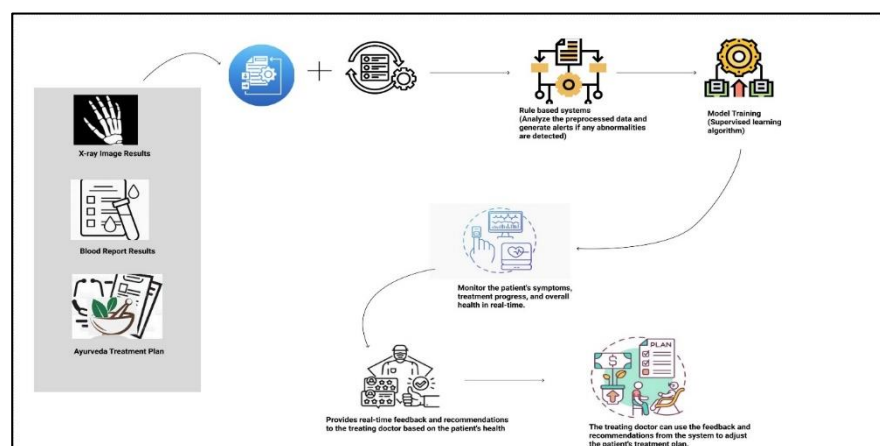 X-ray Image Results
Blood Report Results
Ayurveda Treatment Plan
Rule based systems
(Analyze the preprocessed data and
generate alerts if any abnormalities
are detected)
Model Training
(Supervised learning
algorithm)
Monitor the patient's symptoms,
treatment progress, and overall
health in real-time.
Provides real-time feedback and recommendations
to the treating doctor based on the patient's health
PLAN
$
The treating doctor can use the feedback and
recommendations from the system to adjust
the patient's treatment plan.